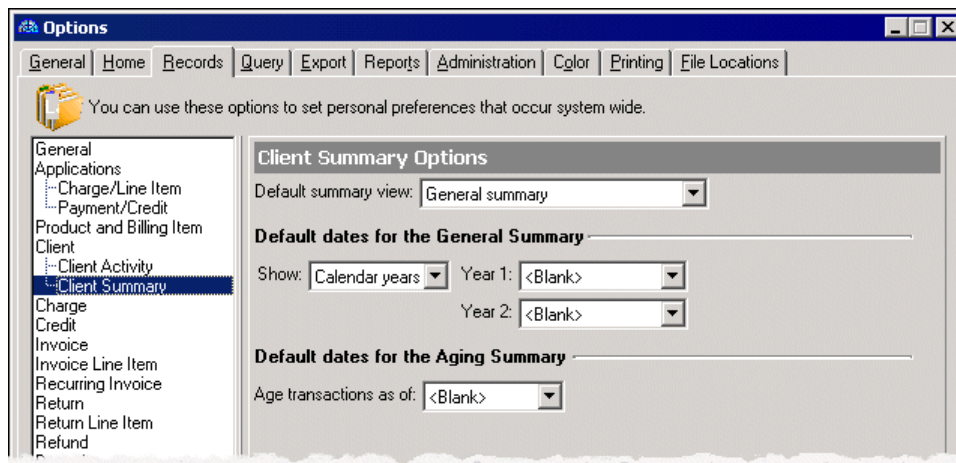 Options
General Home Records Query Export Reports Administration Color Printing File Locations
You can use these options to set personal preferences that occur system wide.
General
Applications
Charge/Line Item
Payment/Credit
Product and Billing Item
Client
Client Activity
Client Summary
Charge
Credit
Invoice
Invoice Line Item
Recurring Invoice
Return
Return Line Item
Refund
Client Summary Options
Default summary view: General summary
Default dates for the General Summary
Show: Calendar years Year 1: <Blank>
Year 2: <Blank>
Default dates for the Aging Summary
Age transactions as of: <Blank>